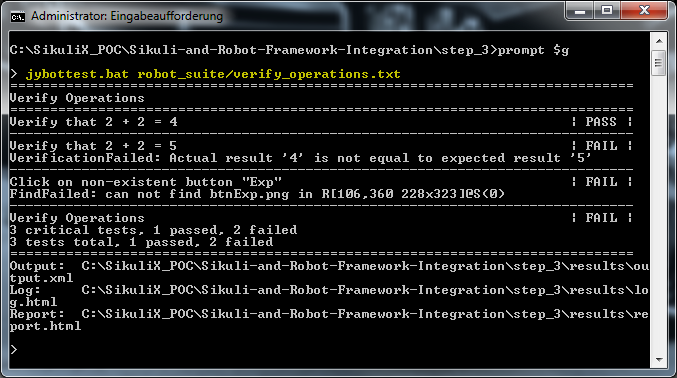 Administrator: Eingabeaufforderung
C:\SikuliX_POC\Sikuli-and-Robot-Framework-Integration\step_3>prompt $g
> jybottest.bat robot_suite/verify_operations.txt
==============================================================================
Verify Operations
==============================================================================
Verify that 2 + 2 = 4 | PASS |
------------------------------------------------------------------------------
Verify that 2 + 2 = 5 | FAIL |
VerificationFailed: Actual result '4' is not equal to expected result '5'
------------------------------------------------------------------------------
Click on non-existent button "Exp" | FAIL |
FindFailed: can not find btnExp.png in R[106,360 228x323]@S(0)
------------------------------------------------------------------------------
Verify Operations | FAIL |
3 critical tests, 1 passed, 2 failed
3 tests total, 1 passed, 2 failed
==============================================================================
Output: C:\SikuliX_POC\Sikuli-and-Robot-Framework-Integration\step_3\results\ou
tput.xml
Log: C:\SikuliX_POC\Sikuli-and-Robot-Framework-Integration\step_3\results\lo
g.html
Report: C:\SikuliX_POC\Sikuli-and-Robot-Framework-Integration\step_3\results\re
port.html
>